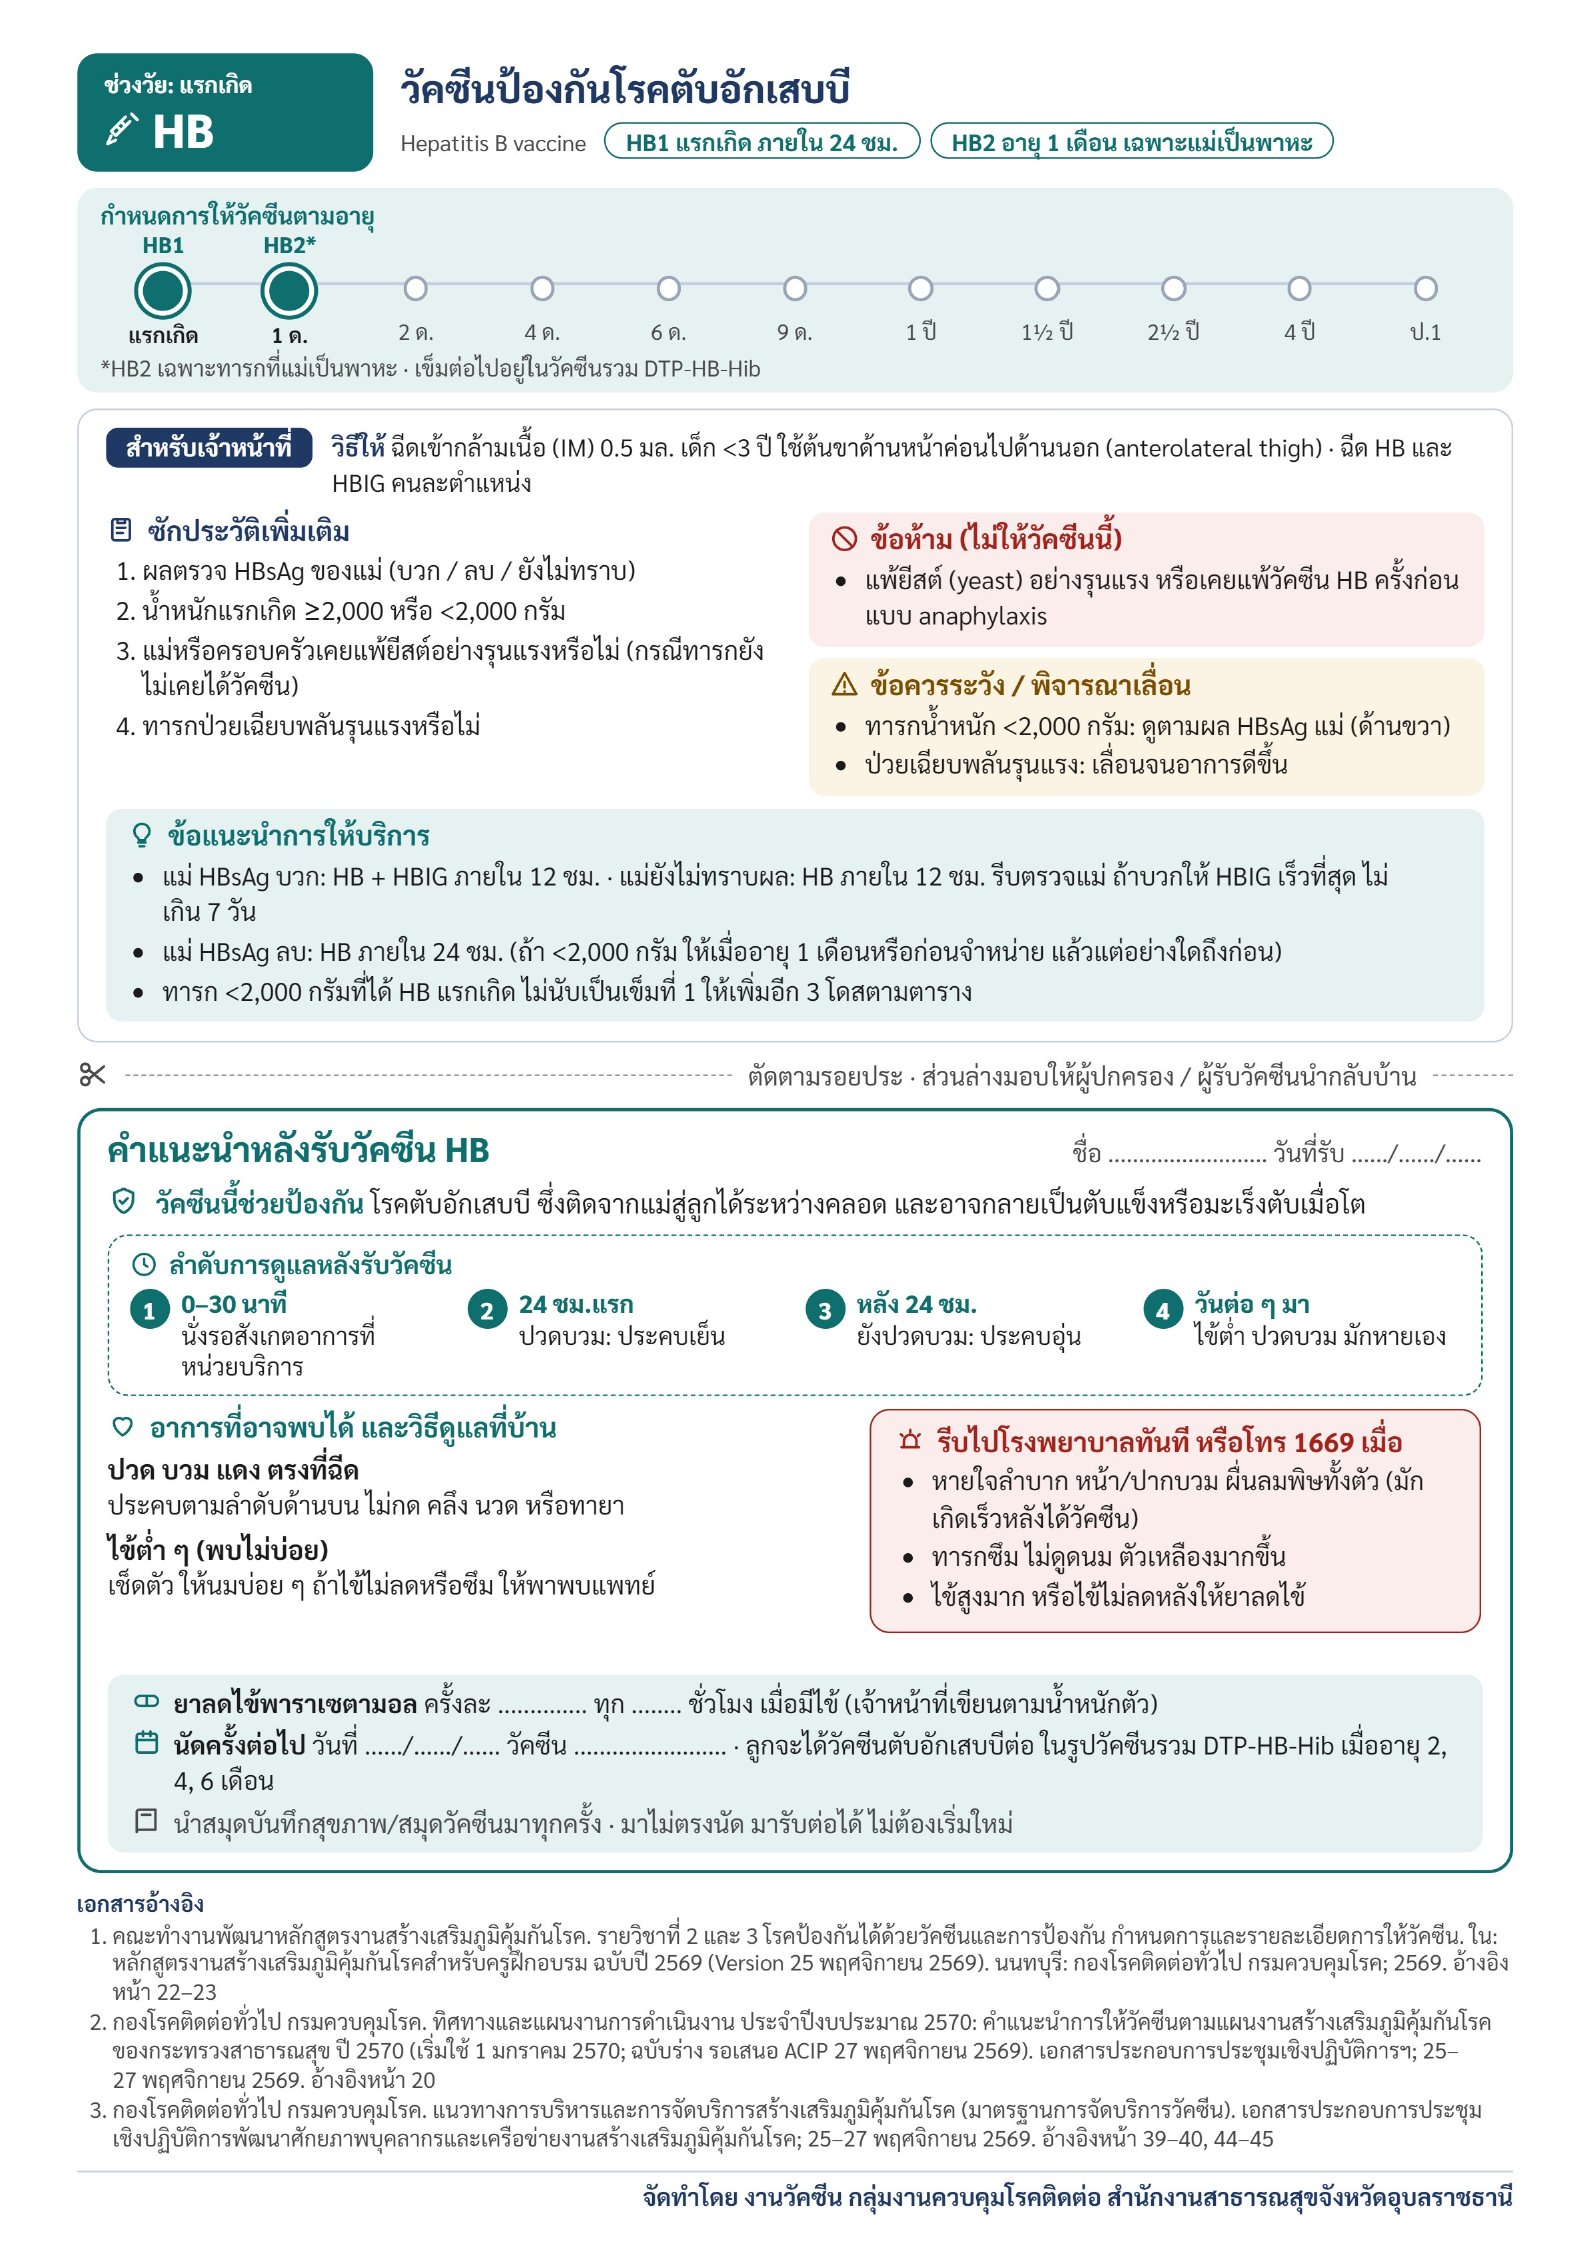 ช่วงวัย: แรกเกิด
HB
วัคซีนป้องกันโรคตับอักเสบบี
Hepatitis B vaccine HB1 แรกเกิด ภายใน 24 ชม. HB2 อายุ 1 เดือน เฉพาะแม่เป็นพาหะ
กำหนดการให้วัคซีนตามอายุ
HB1 HB2*
แรกเกิด 1 ด. 2 ด. 4 ด. 6 ด. 9 ด. 1 ปี 1½ ปี 2½ ปี 4 ปี ป.1
*HB2 เฉพาะทารกที่แม่เป็นพาหะ · เข็มต่อไปอยู่ในวัคซีนรวม DTP-HB-Hib
สำหรับเจ้าหน้าที่ วิธีให้ ฉีดเข้ากล้ามเนื้อ (IM) 0.5 มล. เด็ก <3 ปี ใช้ต้นขาด้านหน้าค่อนไปด้านนอก (anterolateral thigh) · ฉีด HB และ
HBIG คนละตำแหน่ง
ซักประวัติเพิ่มเติม
1. ผลตรวจ HBsAg ของแม่ (บวก / ลบ / ยังไม่ทราบ)
2. น้ำหนักแรกเกิด ≥2,000 หรือ <2,000 กรัม
3. แม่หรือครอบครัวเคยแพ้ยีสต์อย่างรุนแรงหรือไม่ (กรณีทารกยัง
ไม่เคยได้วัคซีน)
4. ทารกป่วยเฉียบพลันรุนแรงหรือไม่
ข้อห้าม (ไม่ให้วัคซีนนี้)
• แพ้ยีสต์ (yeast) อย่างรุนแรง หรือเคยแพ้วัคซีน HB ครั้งก่อน
แบบ anaphylaxis
ข้อควรระวัง / พิจารณาเลื่อน
• ทารกน้ำหนัก <2,000 กรัม: ดูตามผล HBsAg แม่ (ด้านขวา)
• ป่วยเฉียบพลันรุนแรง: เลื่อนจนอาการดีขึ้น
ข้อแนะนำการให้บริการ
• แม่ HBsAg บวก: HB + HBIG ภายใน 12 ชม. · แม่ยังไม่ทราบผล: HB ภายใน 12 ชม. รีบตรวจแม่ ถ้าบวกให้ HBIG เร็วที่สุด ไม่
เกิน 7 วัน
• แม่ HBsAg ลบ: HB ภายใน 24 ชม. (ถ้า <2,000 กรัม ให้เมื่ออายุ 1 เดือนหรือก่อนจำหน่าย แล้วแต่อย่างใดถึงก่อน)
• ทารก <2,000 กรัมที่ได้ HB แรกเกิด ไม่นับเป็นเข็มที่ 1 ให้เพิ่มอีก 3 โดสตามตาราง
ตัดตามรอยประ · ส่วนล่างมอบให้ผู้ปกครอง / ผู้รับวัคซีนนำกลับบ้าน
คำแนะนำหลังรับวัคซีน HB ชื่อ ......................... วันที่รับ ....../....../......
วัคซีนนี้ช่วยป้องกัน โรคตับอักเสบบี ซึ่งติดจากแม่สู่ลูกได้ระหว่างคลอด และอาจกลายเป็นตับแข็งหรือมะเร็งตับเมื่อโต
ลำดับการดูแลหลังรับวัคซีน
1 0–30 นาที
นั่งรอสังเกตอาการที่
หน่วยบริการ
2 24 ชม.แรก
ปวดบวม: ประคบเย็น
3 หลัง 24 ชม.
ยังปวดบวม: ประคบอุ่น
4 วันต่อ ๆ มา
ไข้ต่ำ ปวดบวม มักหายเอง
อาการที่อาจพบได้ และวิธีดูแลที่บ้าน
ปวด บวม แดง ตรงที่ฉีด
ประคบตามลำดับด้านบน ไม่กด คลึง นวด หรือทายา
ไข้ต่ำ ๆ (พบไม่บ่อย)
เช็ดตัว ให้นมบ่อย ๆ ถ้าไข้ไม่ลดหรือซึม ให้พาพบแพทย์
รีบไปโรงพยาบาลทันที หรือโทร 1669 เมื่อ
• หายใจลำบาก หน้า/ปากบวม ผื่นลมพิษทั้งตัว (มัก
เกิดเร็วหลังได้วัคซีน)
• ทารกซึม ไม่ดูดนม ตัวเหลืองมากขึ้น
• ไข้สูงมาก หรือไข้ไม่ลดหลังให้ยาลดไข้
ยาลดไข้พาราเซตามอล ครั้งละ .............. ทุก ........ ชั่วโมง เมื่อมีไข้ (เจ้าหน้าที่เขียนตามน้ำหนักตัว)
นัดครั้งต่อไป วันที่ ....../....../...... วัคซีน ........................ · ลูกจะได้วัคซีนตับอักเสบบีต่อ ในรูปวัคซีนรวม DTP-HB-Hib เมื่ออายุ 2,
4, 6 เดือน
นำสมุดบันทึกสุขภาพ/สมุดวัคซีนมาทุกครั้ง · มาไม่ตรงนัด มารับต่อได้ ไม่ต้องเริ่มใหม่
เอกสารอ้างอิง
1. คณะทำงานพัฒนาหลักสูตรงานสร้างเสริมภูมิคุ้มกันโรค. รายวิชาที่ 2 และ 3 โรคป้องกันได้ด้วยวัคซีนและการป้องกัน กำหนดการและรายละเอียดการให้วัคซีน. ใน:
หลักสูตรงานสร้างเสริมภูมิคุ้มกันโรคสำหรับครูฝึกอบรม ฉบับปี 2569 (Version 25 พฤศจิกายน 2569). นนทบุรี: กองโรคติดต่อทั่วไป กรมควบคุมโรค; 2569. อ้างอิง
หน้า 22–23
2. กองโรคติดต่อทั่วไป กรมควบคุมโรค. ทิศทางและแผนงานการดำเนินงาน ประจำปีงบประมาณ 2570: คำแนะนำการให้วัคซีนตามแผนงานสร้างเสริมภูมิคุ้มกันโรค
ของกระทรวงสาธารณสุข ปี 2570 (เริ่มใช้ 1 มกราคม 2570; ฉบับร่าง รอเสนอ ACIP 27 พฤศจิกายน 2569). เอกสารประกอบการประชุมเชิงปฏิบัติการฯ; 25–
27 พฤศจิกายน 2569. อ้างอิงหน้า 20
3. กองโรคติดต่อทั่วไป กรมควบคุมโรค. แนวทางการบริหารและการจัดบริการสร้างเสริมภูมิคุ้มกันโรค (มาตรฐานการจัดบริการวัคซีน). เอกสารประกอบการประชุม
เชิงปฏิบัติการพัฒนาศักยภาพบุคลากรและเครือข่ายงานสร้างเสริมภูมิคุ้มกันโรค; 25–27 พฤศจิกายน 2569. อ้างอิงหน้า 39–40, 44–45
จัดทำโดย งานวัคซีน กลุ่มงานควบคุมโรคติดต่อ สำนักงานสาธารณสุขจังหวัดอุบลราชธานี